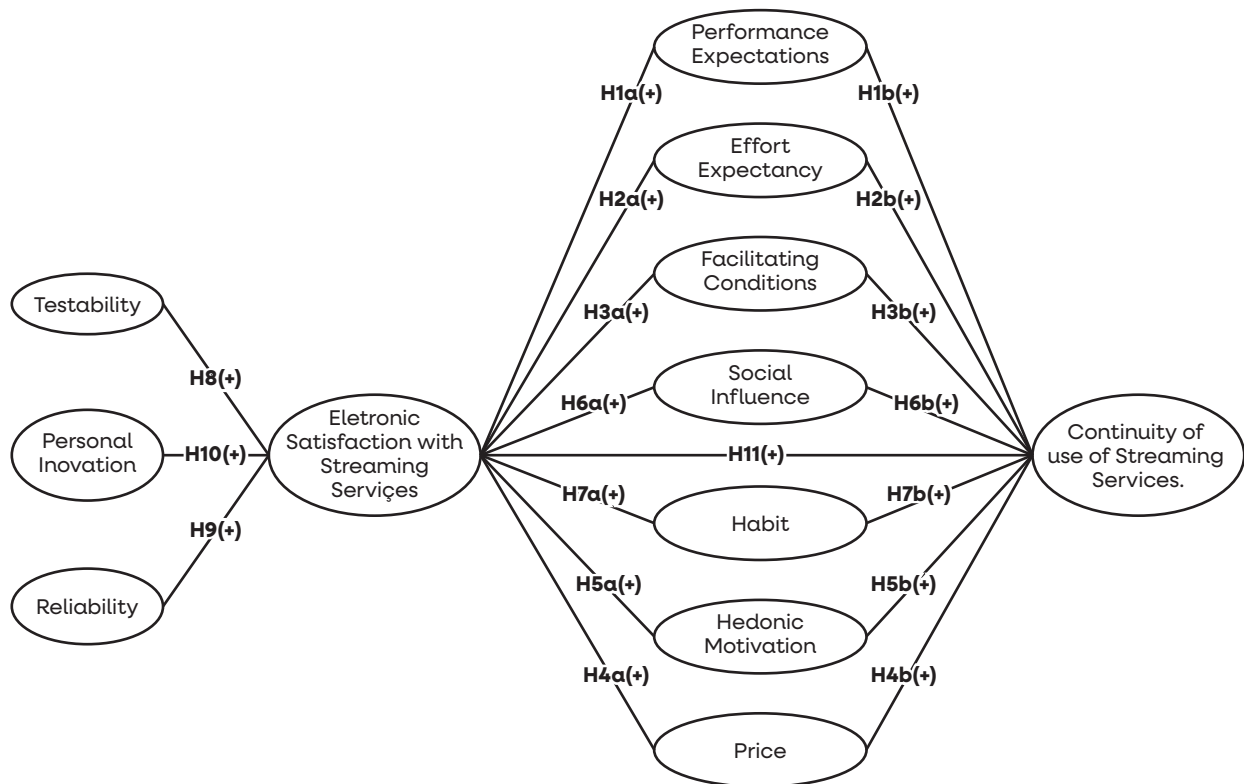 Performance
Expectations
H1a(+)
H1b(+)
Effort
Expectancy
H2a(+)
H2b(+)
Facilitating
Conditions
H3a(+)
H3b(+)
Testability
H8(+)
Social
Influence
H6a(+)
H6b(+)
Personal
Inovation
H10(+)
Eletronic
Satisfaction with
Streaming
Serviçes
H11(+)
Continuity of
use of Streaming
Services.
H7a(+)
H7b(+)
Habit
H9(+)
Reliability
H5a(+)
H5b(+)
Hedonic
Motivation
H4a(+)
H4b(+)
Price